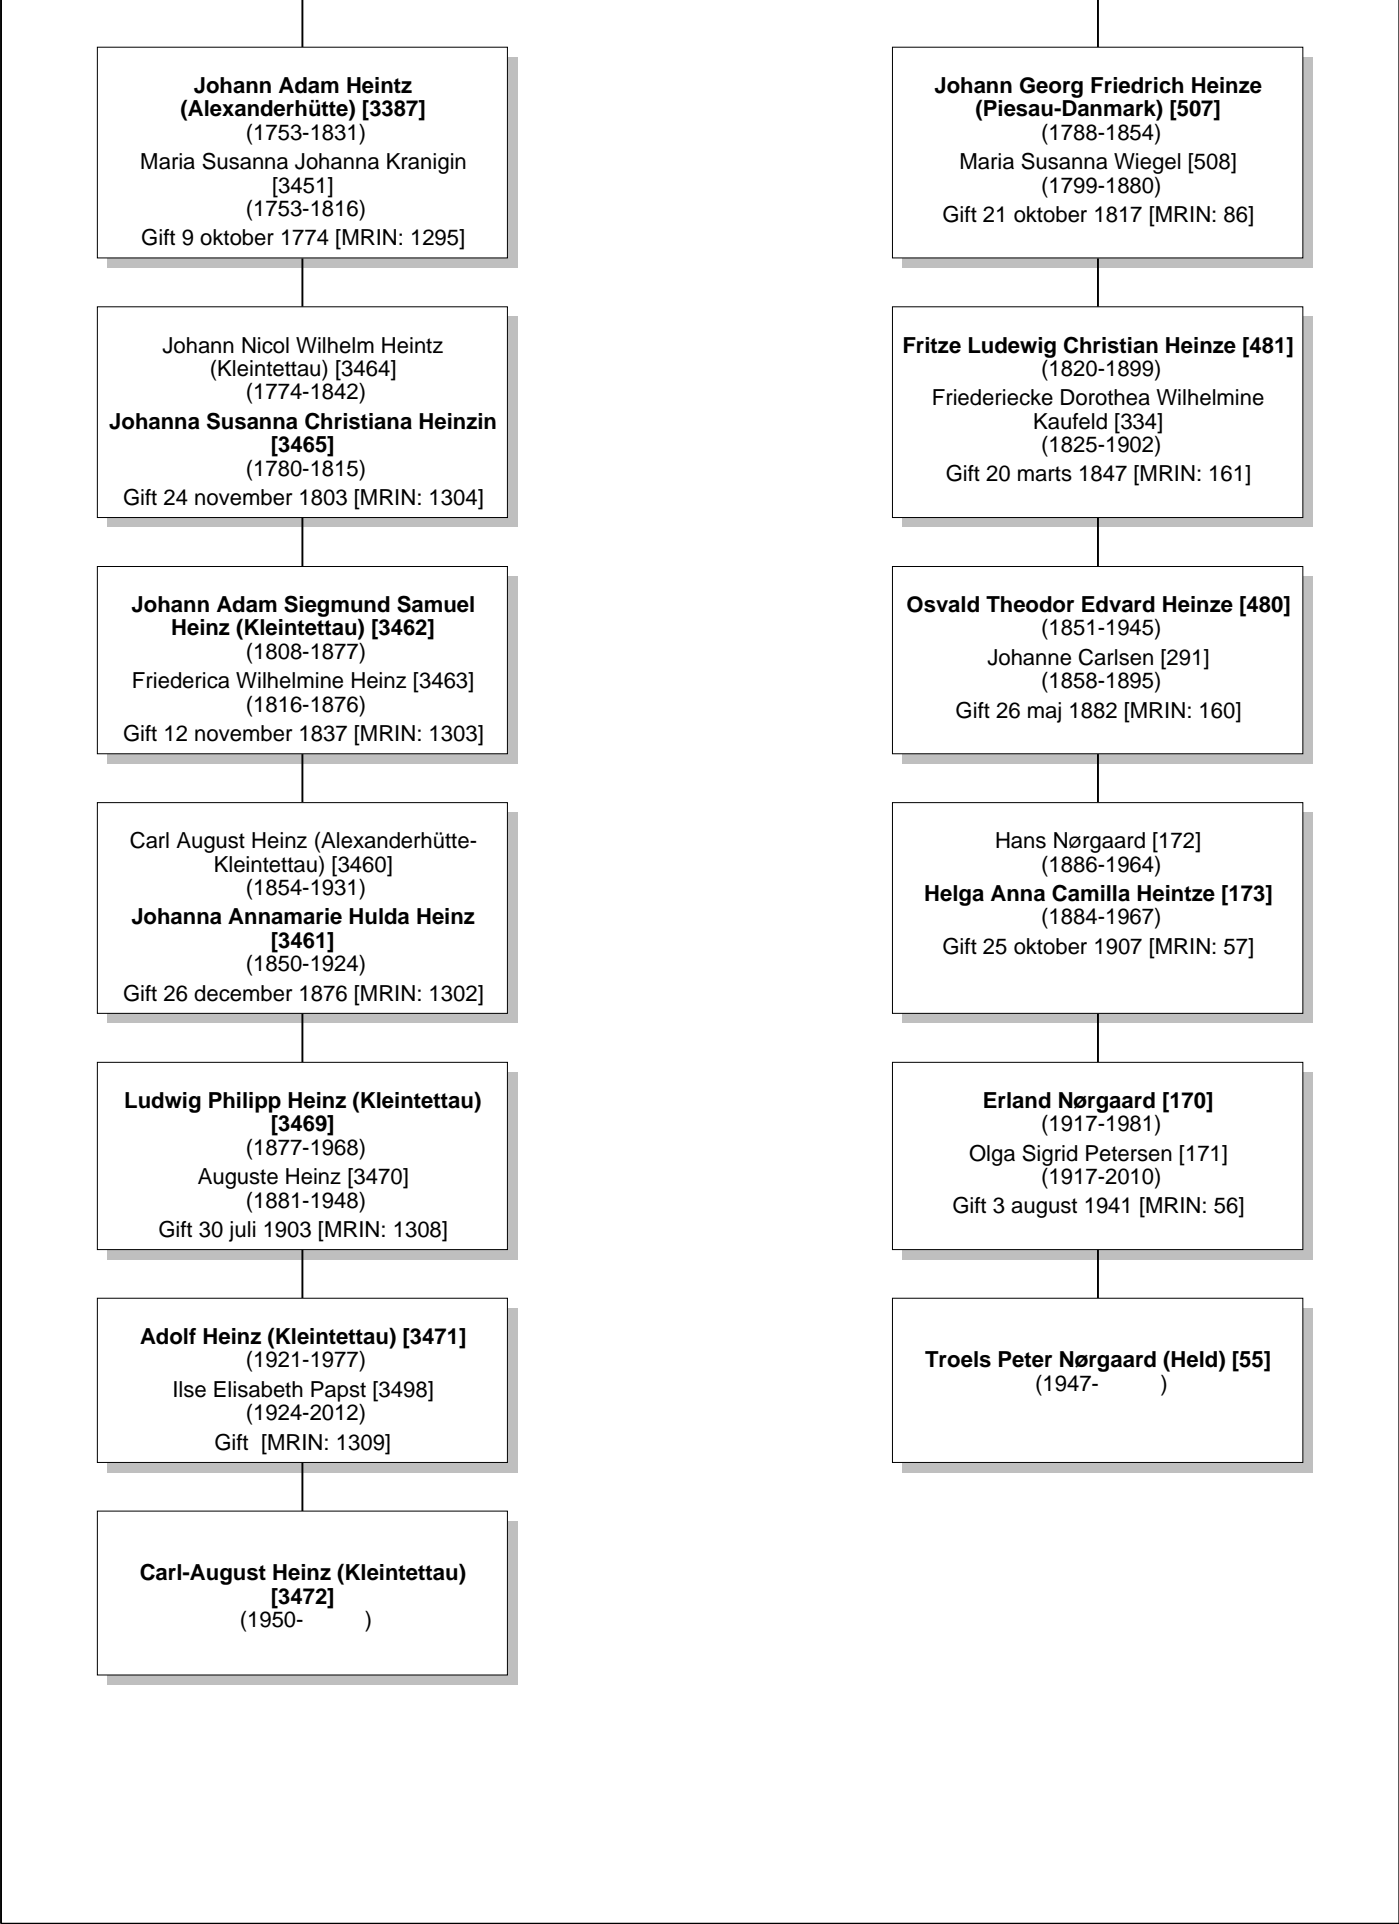 Johann Adam Heintz
(Alexanderhütte) [3387]
(1753-1831)
Maria Susanna Johanna Kranigin
[3451]
(1753-1816)
Gift 9 oktober 1774 [MRIN: 1295]
Johann Nicol Wilhelm Heintz
(Kleintettau) [3464]
(1774-1842)
Johanna Susanna Christiana Heinzin
[3465]
(1780-1815)
Gift 24 november 1803 [MRIN: 1304]
Johann Adam Siegmund Samuel
Heinz (Kleintettau) [3462]
(1808-1877)
Friederica Wilhelmine Heinz [3463]
(1816-1876)
Gift 12 november 1837 [MRIN: 1303]
Carl August Heinz (Alexanderhütte-
Kleintettau) [3460]
(1854-1931)
Johanna Annamarie Hulda Heinz
[3461]
(1850-1924)
Gift 26 december 1876 [MRIN: 1302]
Ludwig Philipp Heinz (Kleintettau)
[3469]
(1877-1968)
Auguste Heinz [3470]
(1881-1948)
Gift 30 juli 1903 [MRIN: 1308]
Adolf Heinz (Kleintettau) [3471]
(1921-1977)
Ilse Elisabeth Papst [3498]
(1924-2012)
Gift  [MRIN: 1309]
Carl-August Heinz (Kleintettau)
[3472]
(1950-          )
Johann Georg Friedrich Heinze
(Piesau-Danmark) [507]
(1788-1854)
Maria Susanna Wiegel [508]
(1799-1880)
Gift 21 oktober 1817 [MRIN: 86]
Fritze Ludewig Christian Heinze [481]
(1820-1899)
Friederiecke Dorothea Wilhelmine
Kaufeld [334]
(1825-1902)
Gift 20 marts 1847 [MRIN: 161]
Osvald Theodor Edvard Heinze [480]
(1851-1945)
Johanne Carlsen [291]
(1858-1895)
Gift 26 maj 1882 [MRIN: 160]
Hans Nørgaard [172]
(1886-1964)
Helga Anna Camilla Heintze [173]
(1884-1967)
Gift 25 oktober 1907 [MRIN: 57]
Erland Nørgaard [170]
(1917-1981)
Olga Sigrid Petersen [171]
(1917-2010)
Gift 3 august 1941 [MRIN: 56]
Troels Peter Nørgaard (Held) [55]
(1947-          )